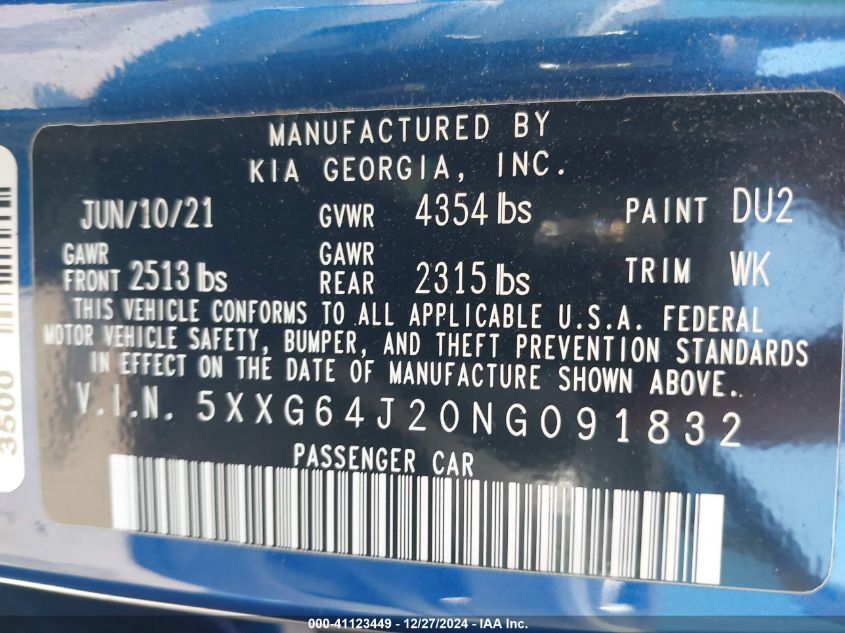 MANUFACTURED BY
KIA GEORGIA, INC.
JUN/10/21 GVWR 4354 lbs PAINT DU2
GAWR FRONT 2513 lbs GAWR REAR 2315 lbs TRIM WK
THIS VEHICLE CONFORMS TO ALL APPLICABLE U.S.A. FEDERAL
MOTOR VEHICLE SAFETY, BUMPER, AND THEFT PREVENTION STANDARDS
IN EFFECT ON THE DATE OF MANUFACTURE SHOWN ABOVE..
V.I.N. 5XXG64J20NG091832
PASSENGER CAR
3500
000-41123449 - 12/27/2024 - IAA Inc.